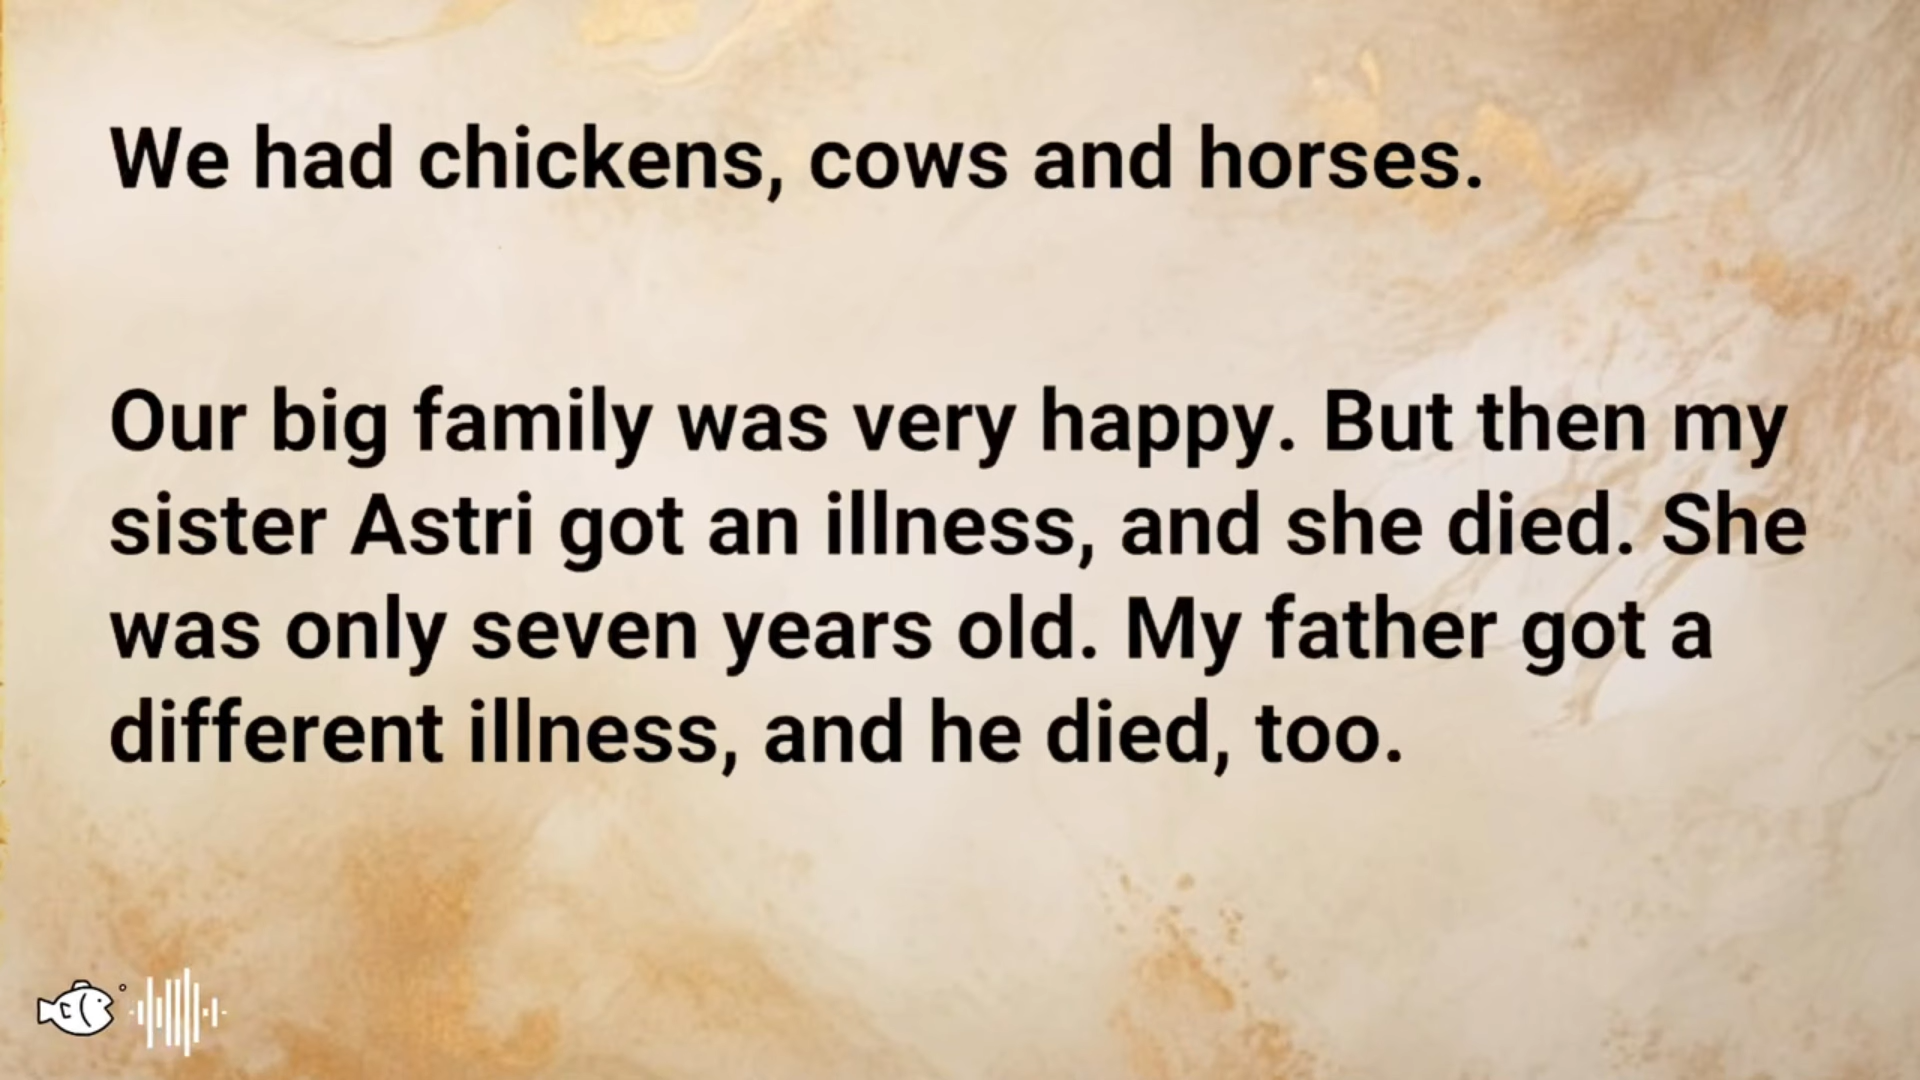 We had chickens, cows and horses.
Our big family was very happy. But then my
sister Astri got an illness, and she died. She
was only seven years old. My father got a
different illness, and he died, too.